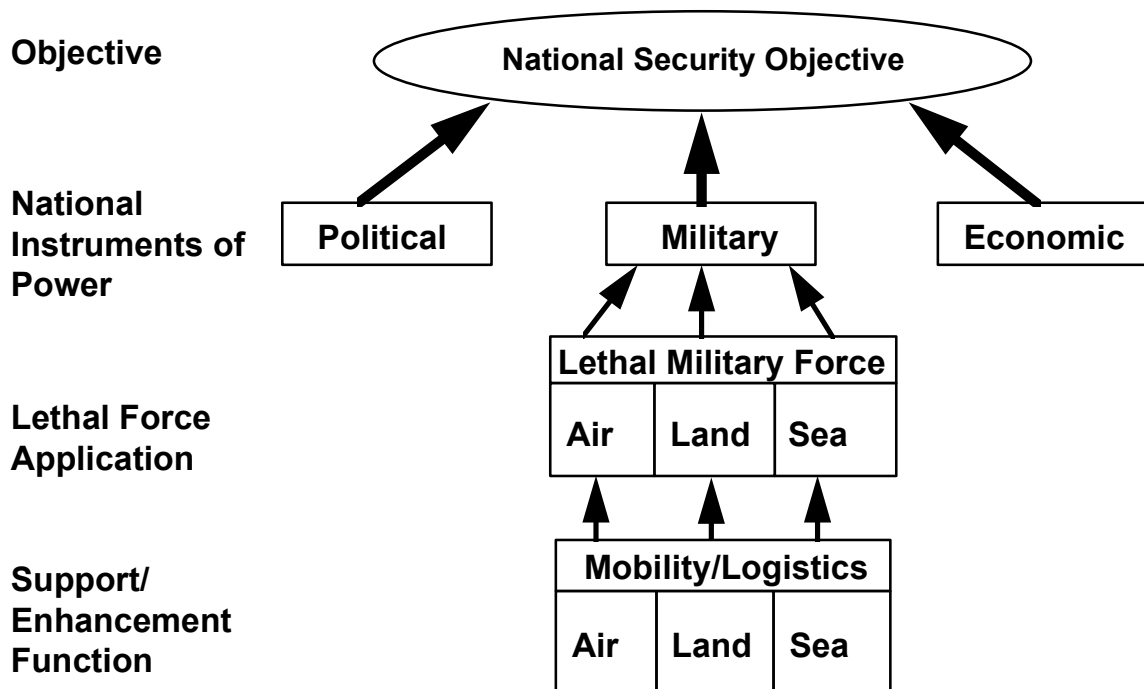 Objective
National Security Objective
National
Instruments of
Power
Political
Military
Economic
Lethal Military Force
Lethal Force
Application
Air
Land
Sea
Mobility/Logistics
Support/
Enhancement
Function
Air
Land
Sea